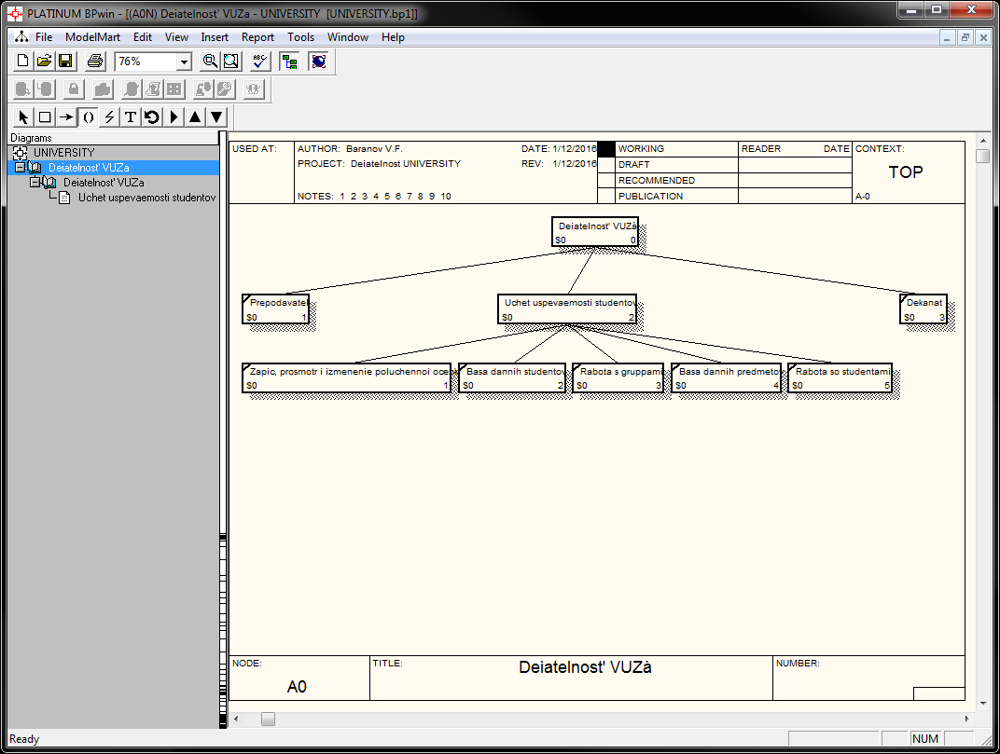 PLATINUM BPwin - [(A0N) Deiatelnost' VUZa - UNIVERSITY [UNIVERSITY.bp1]]
File ModelMart Edit View Insert Report Tools Window Help
76%
ABC
T
Diagrams
UNIVERSITY
Deiatelnost' VUZa
Deiatelnost' VUZa
Uchet uspevaemosti studentov
USED AT: AUTHOR: Baranov V.F. DATE: 1/12/2016 WORKING READER DATE CONTEXT:
PROJECT: Deiatelnost UNIVERSITY REV: 1/12/2016 DRAFT TOP
RECOMMENDED
NOTES: 1 2 3 4 5 6 7 8 9 10 PUBLICATION A-0
Deiatelnost' VUZà
$0 0
Prepodavatel Uchet uspevaemosti studentov Dekanat
$0 1 $0 2 $0 3
Zapic, prosmotr i izmenenie poluchennoi ocen Basa dannih studentov Rabota s gruppami Basa dannih predmetov Rabota so studentami
$0 1 $0 2 $0 3 $0 4 $0 5
NODE: TITLE: NUMBER:
A0 Deiatelnost' VUZà
Ready NUM